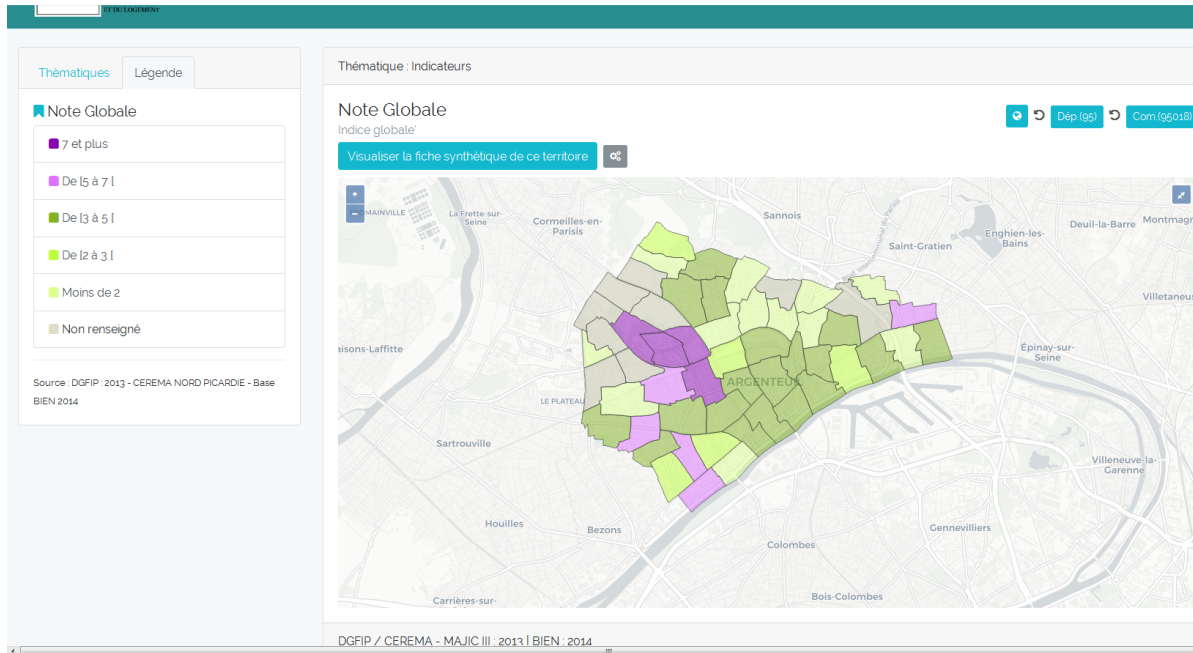 ET DU LOGEMENT
Thématiques
Légende
Note Globale
7 et plus
De [5 à 7 [
De [3 à 5 [
De [2 à 3 [
Moins de 2
Non renseigné
Source : DGFIP : 2013 - CEREMA NORD PICARDIE - Base
BIEN 2014
Thématique : Indicateurs
Note Globale
Indice globale'
Dép (95)
Com (95018)
Visualiser la fiche synthétique de ce territoire
+
−
MAINVILLE
La Frette-sur-
Seine
Cormeilles-en-
Parisis
Sannois
Saint-Gratien
Enghien-les-
Bains
Deuil-la-Barre
Montmagn
Villetaneus
aisons-Laffitte
Épinay-sur-
Seine
ARGENTEUIL
LE PLATEAU
Sartrouville
Villeneuve-la-
Garenne
Houilles
Bezons
Gennevilliers
Colombes
Bois-Colombes
Carrières-sur-
DGFIP / CEREMA - MAJIC III : 2013 | BIEN : 2014